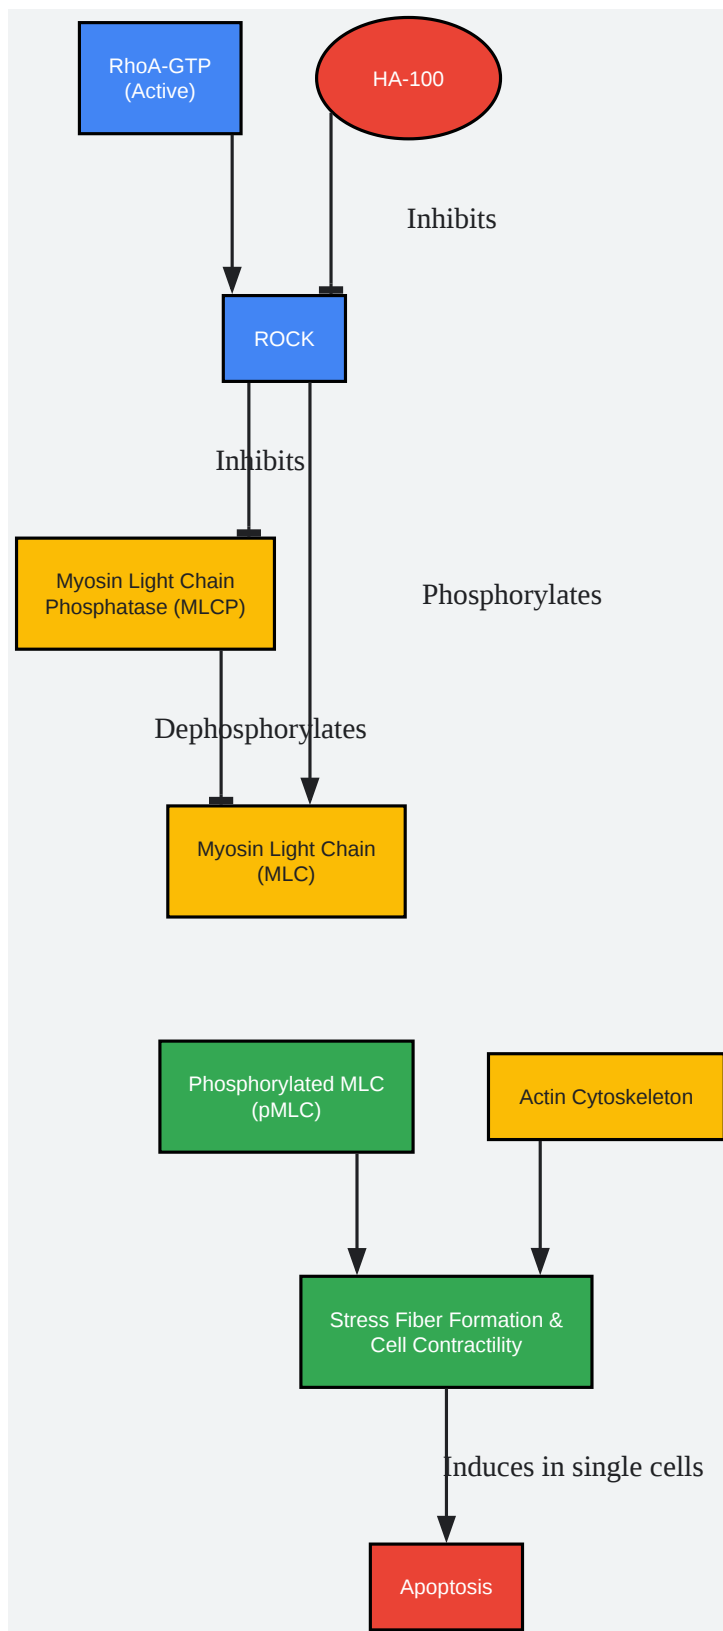 RhoA-GTP
(Active)
HA-100
Inhibits
ROCK
Inhibits
Myosin Light Chain
Phosphatase (MLCP)
Phosphorylates
Dephosphorylates
Myosin Light Chain
(MLC)
Phosphorylated MLC
(pMLC)
Actin Cytoskeleton
Stress Fiber Formation &
Cell Contractility
Induces in single cells
Apoptosis